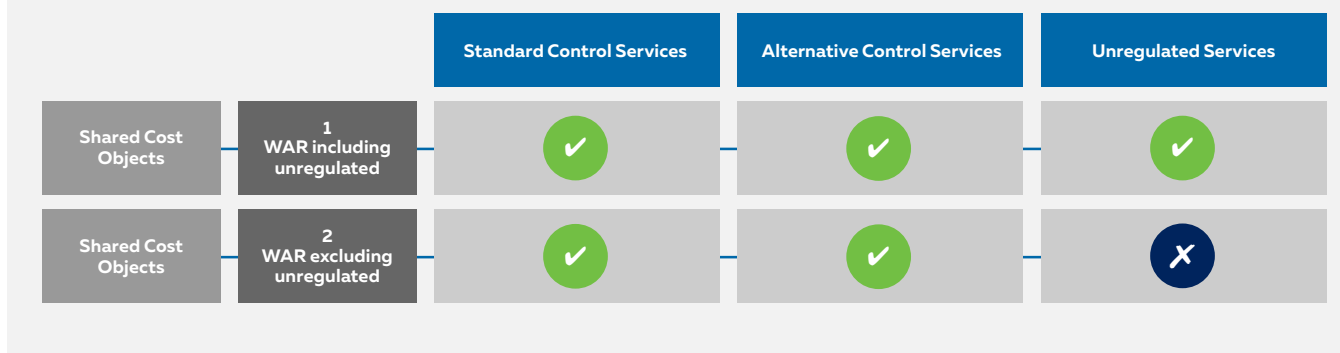 Standard Control Services
Alternative Control Services
Unregulated Services
Shared Cost
Objects
1
WAR including
unregulated
✔
✔
✔
Shared Cost
Objects
2
WAR excluding
unregulated
✔
✔
✗